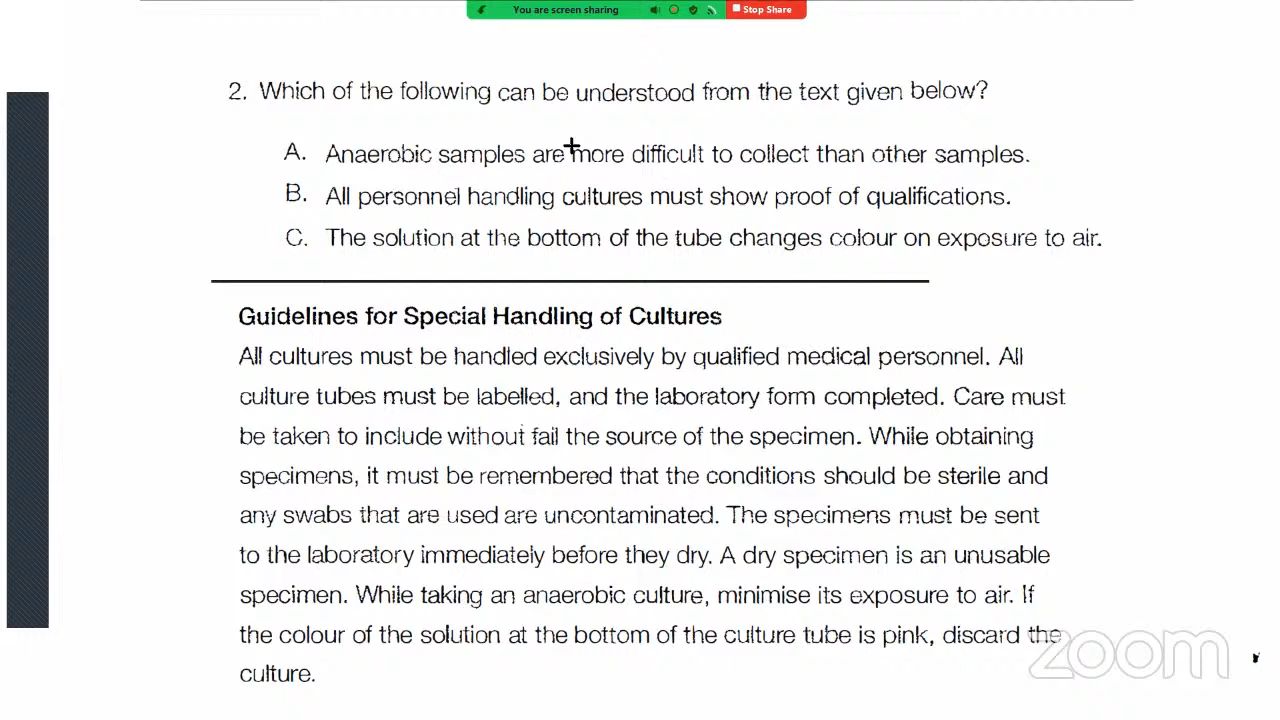 You are screen sharing Stop Share
2. Which of the following can be understood from the text given below?
A. Anaerobic samples are more difficult to collect than other samples.
B. All personnel handling cultures must show proof of qualifications.
C. The solution at the bottom of the tube changes colour on exposure to air.
Guidelines for Special Handling of Cultures
All cultures must be handled exclusively by qualified medical personnel. All
culture tubes must be labelled, and the laboratory form completed. Care must
be taken to include without fail the source of the specimen. While obtaining
specimens, it must be remembered that the conditions should be sterile and
any swabs that are used are uncontaminated. The specimens must be sent
to the laboratory immediately before they dry. A dry specimen is an unusable
specimen. While taking an anaerobic culture, minimise its exposure to air. If
the colour of the solution at the bottom of the culture tube is pink, discard the
culture.
zoom